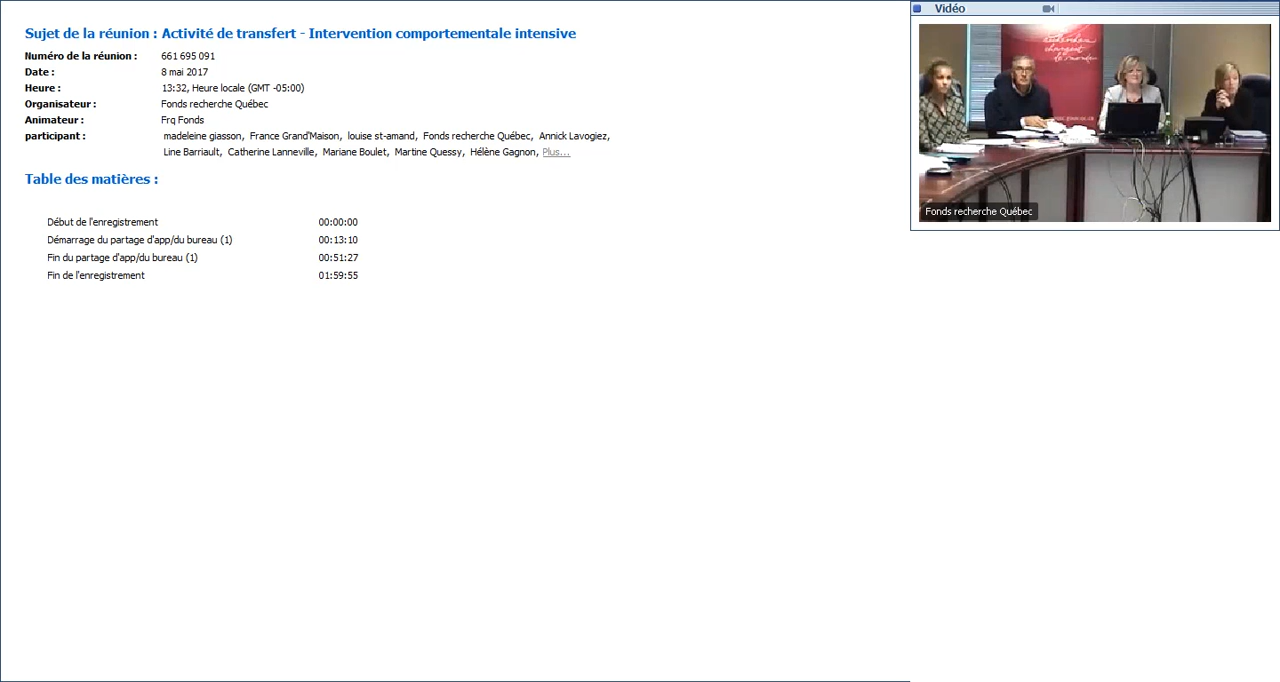 Sujet de la réunion : Activité de transfert - Intervention comportementale intensive
Numéro de la réunion : 661 695 091
Date : 8 mai 2017
Heure : 13:32, Heure locale (GMT -05:00)
Organisateur : Fonds recherche Québec
Animateur : Frq Fonds
participant : madeleine giasson, France Grand'Maison, louise st-amand, Fonds recherche Québec, Annick Lavogiez,
Line Barriault, Catherine Lanneville, Mariane Boulet, Martine Quessy, Hélène Gagnon, Plus...
Table des matières :
Début de l'enregistrement 00:00:00
Démarrage du partage d'app/du bureau (1) 00:13:10
Fin du partage d'app/du bureau (1) 00:51:27
Fin de l'enregistrement 01:59:55
Vidéo
changent
le monde
Fonds recherche Québec